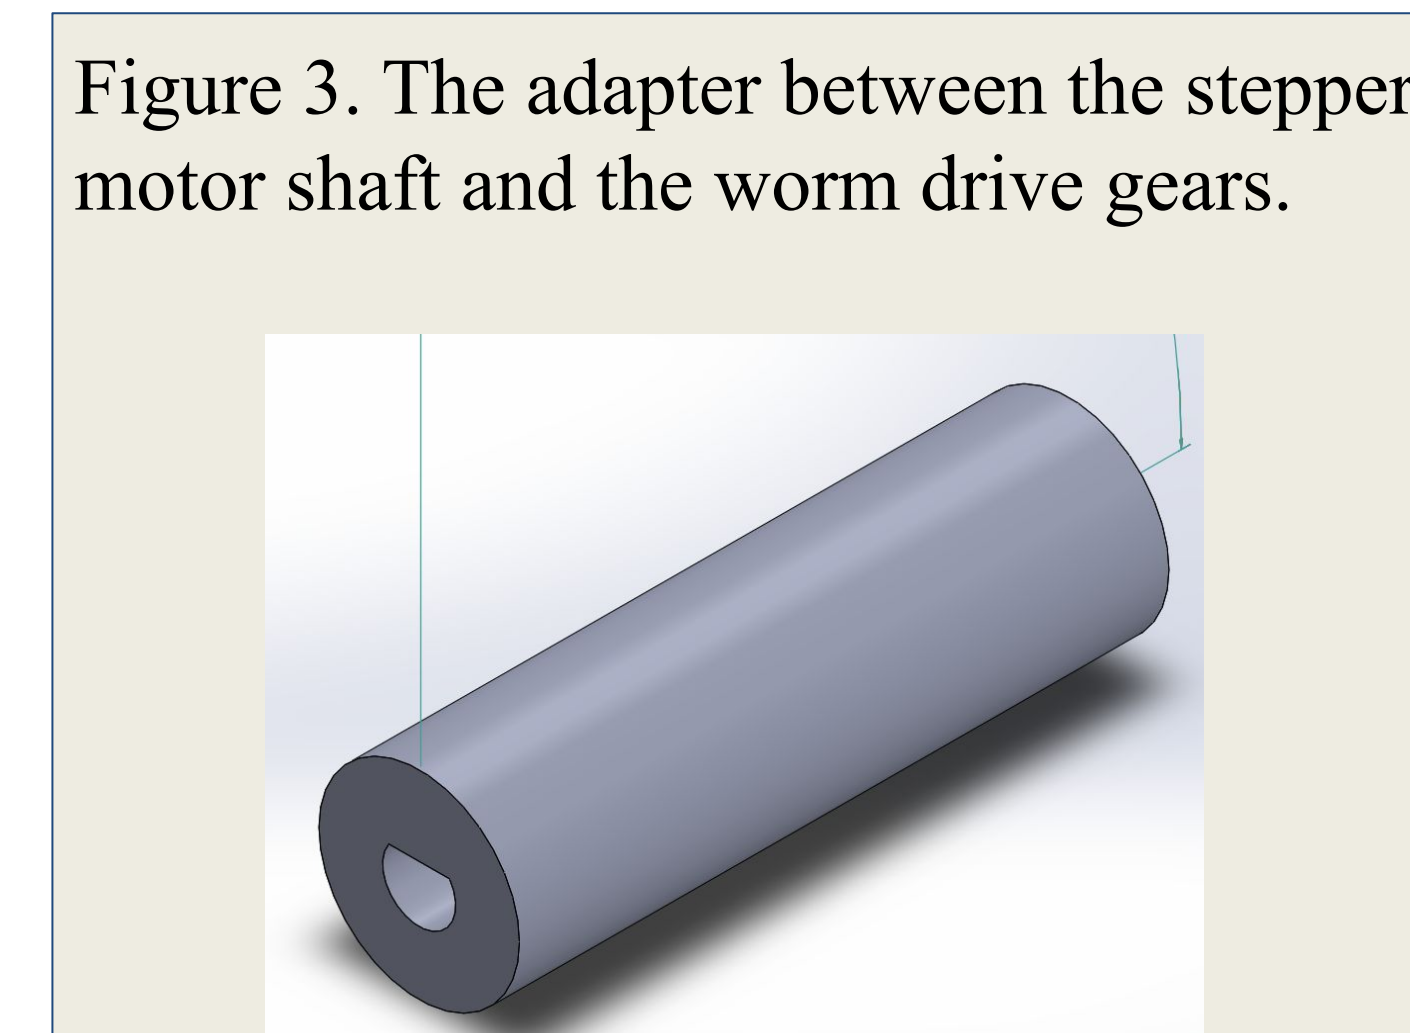 Figure 3. The adapter between the stepper
motor shaft and the worm drive gears.